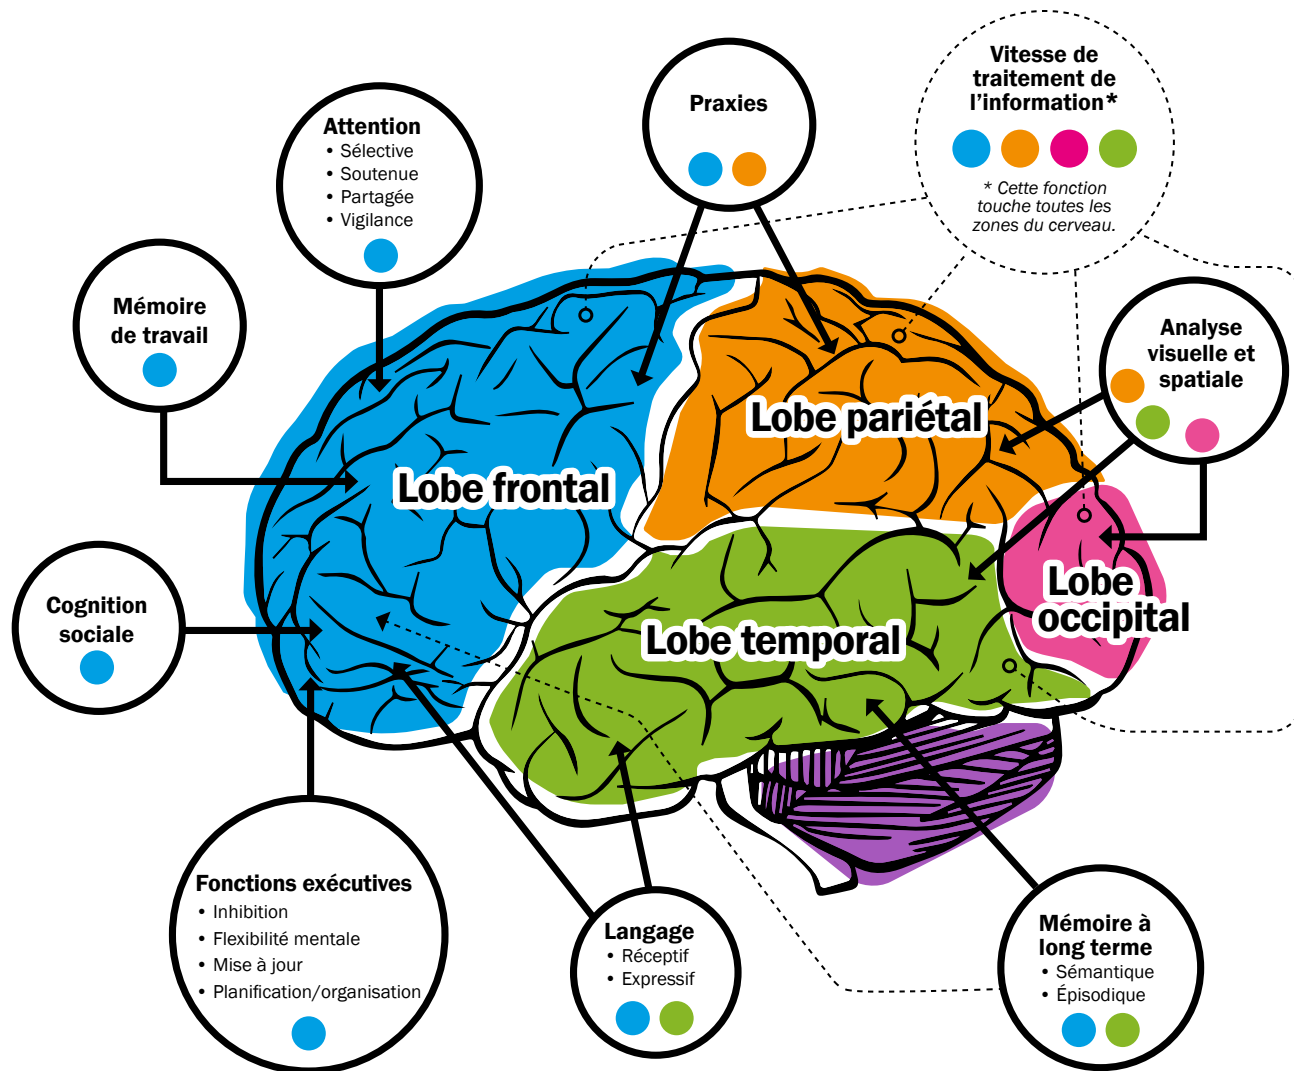 Vitesse de
traitement de
l’information*
* Cette fonction
touche toutes les
zones du cerveau.
Praxies
Attention
• Sélective
• Soutenue
• Partagée
• Vigilance
Mémoire
de travail
Analyse
visuelle et
spatiale
Lobe pariétal
Lobe frontal
Lobe
occipital
Lobe temporal
Cognition
sociale
Fonctions exécutives
• Inhibition
• Flexibilité mentale
• Mise à jour
• Planification/organisation
Langage
• Réceptif
• Expressif
Mémoire à
long terme
• Sémantique
• Épisodique